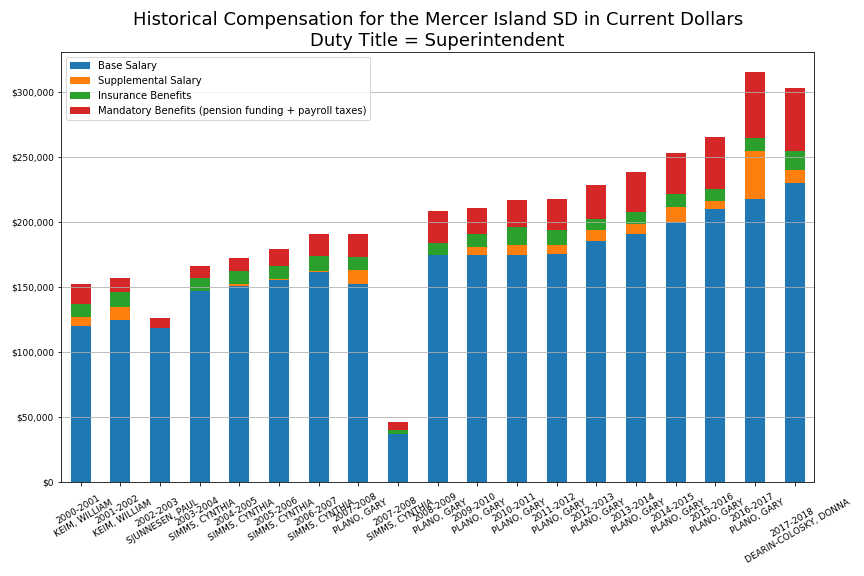 Historical Compensation for the Mercer Island SD in Current Dollars
Duty Title = Superintendent
Base Salary
Supplemental Salary
Insurance Benefits
Mandatory Benefits (pension funding + payroll taxes)
$300,000
$250,000
$200,000
$150,000
$100,000
$50,000
$0
2000-2001
KEIM, WILLIAM
2001-2002
KEIM, WILLIAM
2002-2003
SJUNNESEN, PAUL
2003-2004
SIMMS, CYNTHIA
2004-2005
SIMMS, CYNTHIA
2005-2006
SIMMS, CYNTHIA
2006-2007
SIMMS, CYNTHIA
2007-2008
PLANO, GARY
2007-2008
SIMMS, CYNTHIA
2008-2009
PLANO, GARY
2009-2010
PLANO, GARY
2010-2011
PLANO, GARY
2011-2012
PLANO, GARY
2012-2013
PLANO, GARY
2013-2014
PLANO, GARY
2014-2015
PLANO, GARY
2015-2016
PLANO, GARY
2016-2017
PLANO, GARY
2017-2018
DEARIN-COLOSKY, DONNA